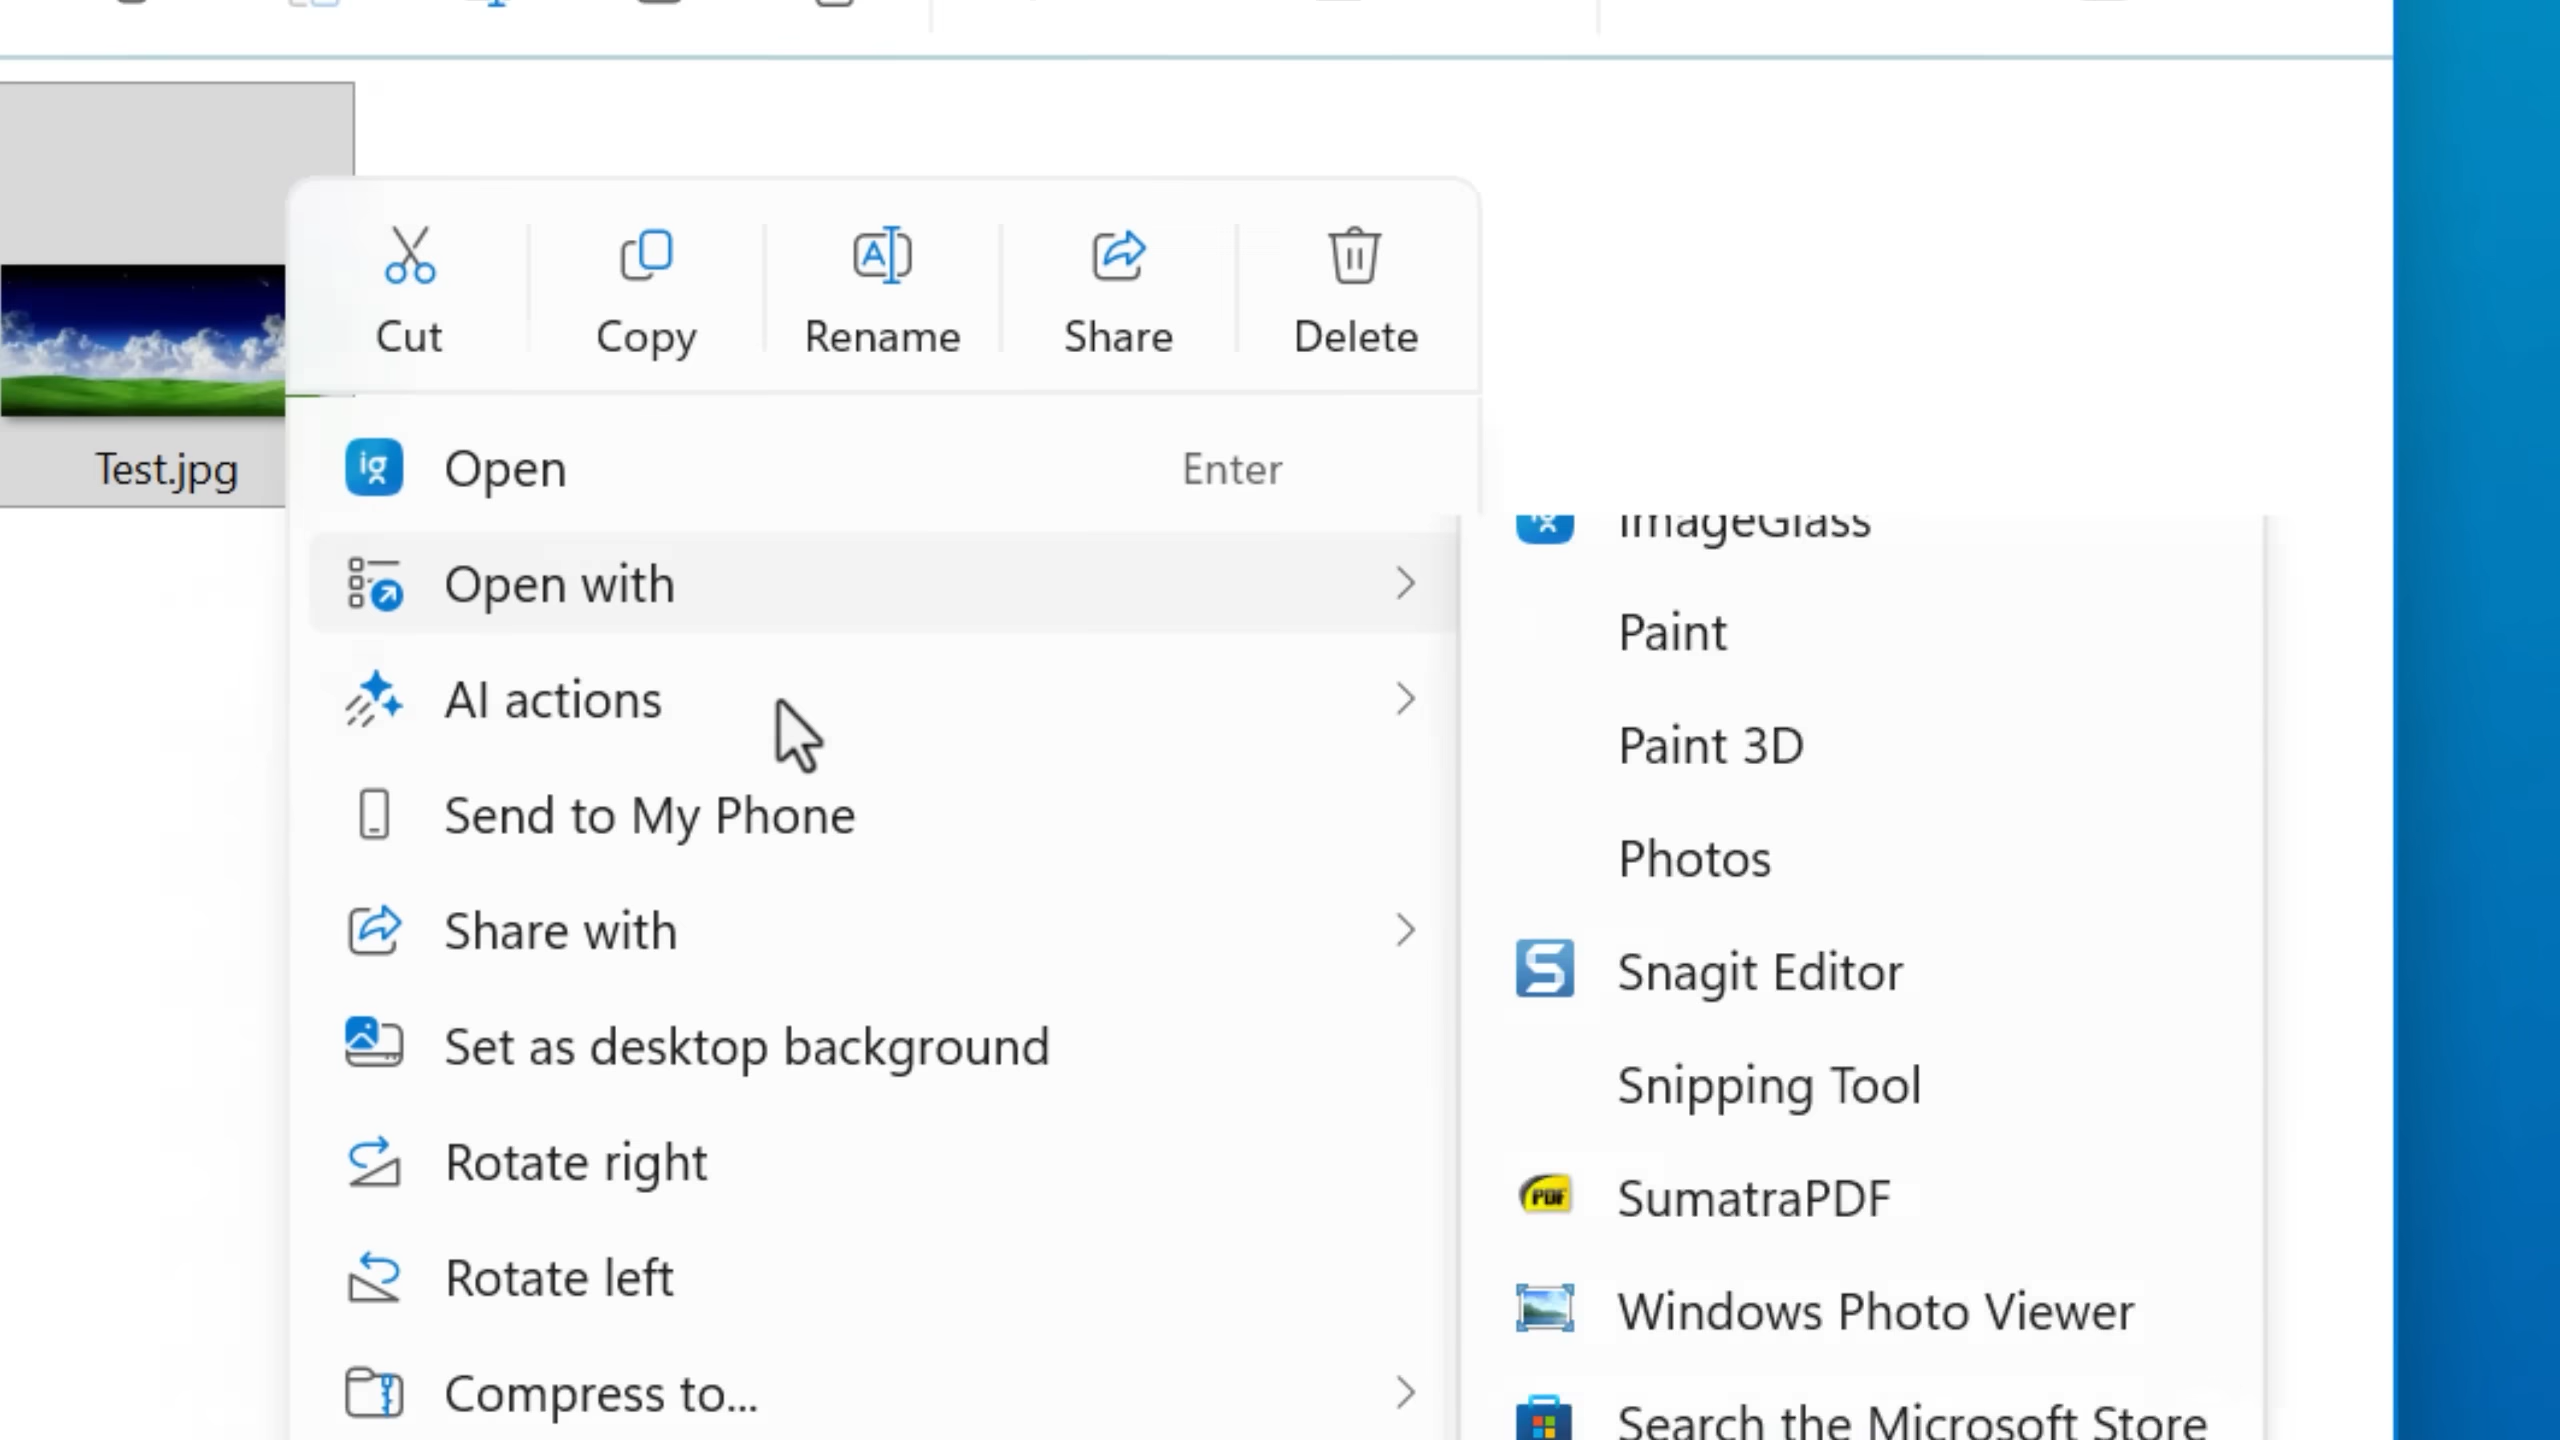 Cut
Copy
Rename
Share
Delete
Test.jpg
Open
Enter
Open with
AI actions
Send to My Phone
Share with
Set as desktop background
Rotate right
Rotate left
Compress to...
ImageGlass
Paint
Paint 3D
Photos
Snagit Editor
Snipping Tool
SumatraPDF
Windows Photo Viewer
Search the Microsoft Store